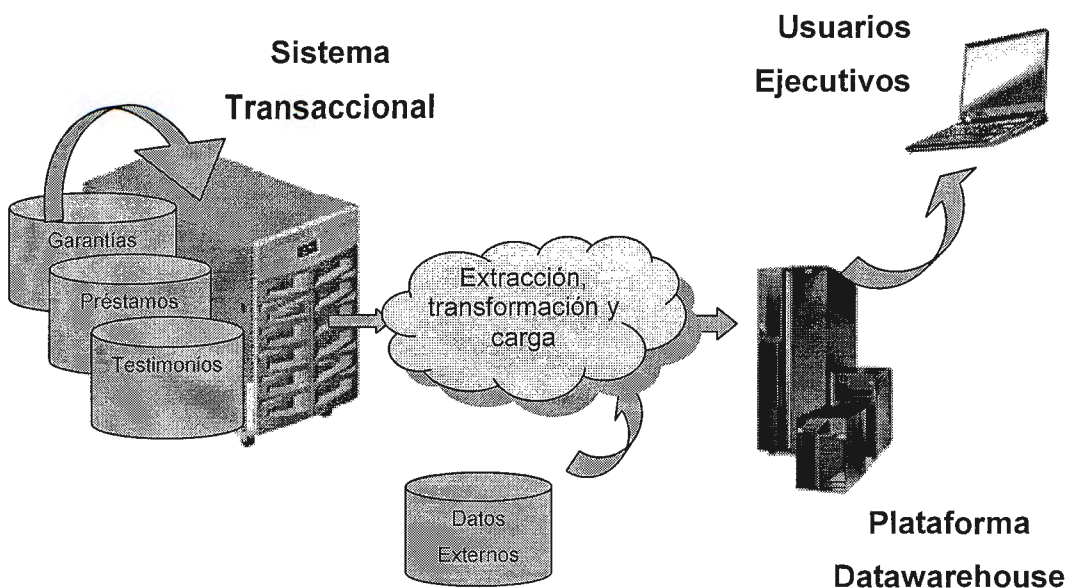 Sistema
Transaccional
Usuarios
Ejecutivos
Garantías
Préstamos
Testimonios
Extracción,
transformación y
carga
Datos
Externos
Plataforma
Datawarehouse